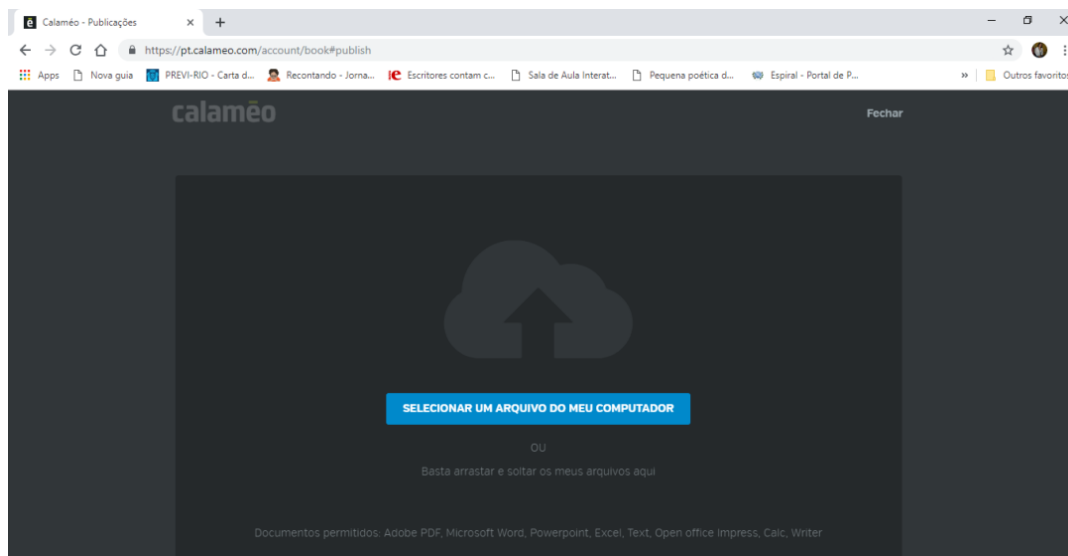 Calaméo - Publicações
https://pt.calameo.com/account/book#publish
Apps Nova guia PREVI-RIO - Carta d... Recontando - Jorna... Escritores contam c... Sala de Aula Interat... Pequena poética d... Espiral - Portal de P... » Outros favoritos
calamēo Fechar
SELECIONAR UM ARQUIVO DO MEU COMPUTADOR
OU
Basta arrastar e soltar os meus arquivos aqui
Documentos permitidos: Adobe PDF, Microsoft Word, Powerpoint, Excel, Text, Open office Impress, Calc, Writer